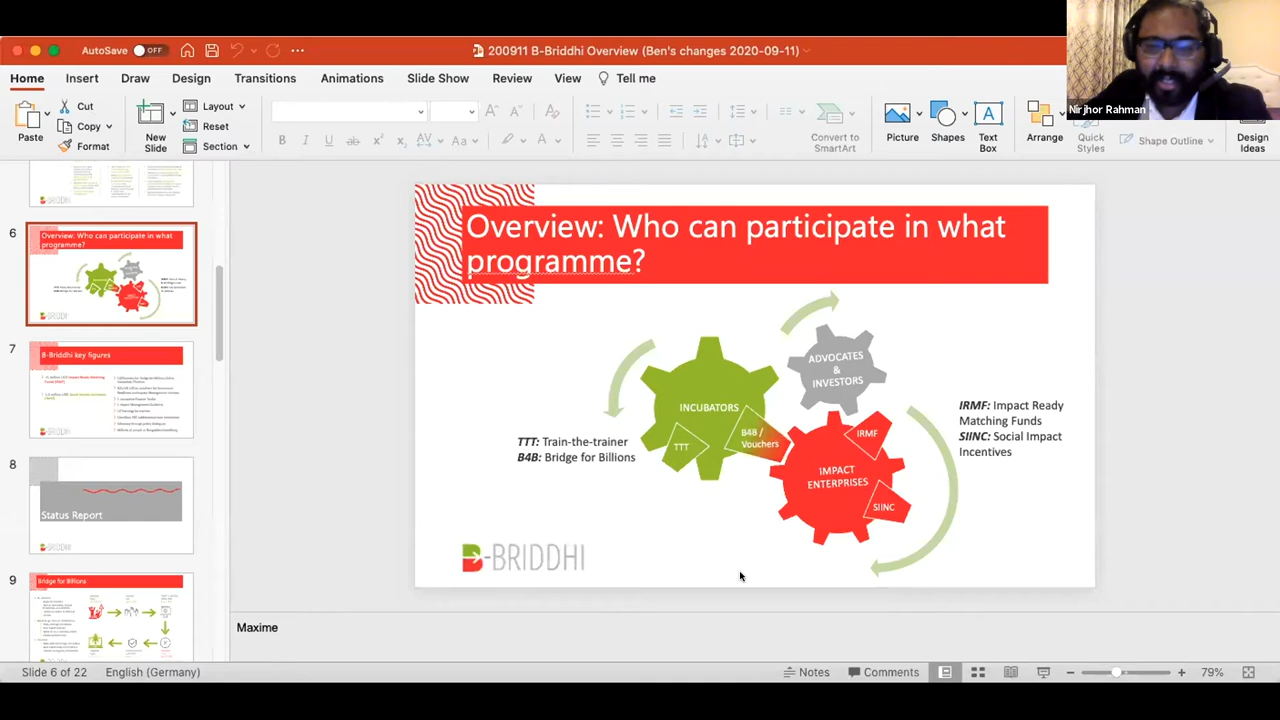 AutoSave OFF
200911 B-Briddhi Overview (Ben's changes 2020-09-11)
Home Insert Draw Design Transitions Animations Slide Show Review View Tell me
Paste
Cut
Copy
Format
New Slide
Layout
Reset
Section
Convert to SmartArt
Picture
Shapes
Text Box
Arrange
Quick Styles
Shape Outline
Design Ideas
Nirjhor Rahman
6
Overview: Who can participate in what
programme?
7
B-Briddhi key figures
8
Status Report
9
Bridge for Billions
Overview: Who can participate in what
programme?
ADVOCATES
&
INVESTORS
INCUBATORS
TTT
B4B /
Vouchers
IRMF
IMPACT
ENTERPRISES
SIINC
TTT: Train-the-trainer
B4B: Bridge for Billions
IRMF: Impact Ready
Matching Funds
SIINC: Social Impact
Incentives
B-BRIDDHI
Maxime
Slide 6 of 22 English (Germany) Notes Comments 79%